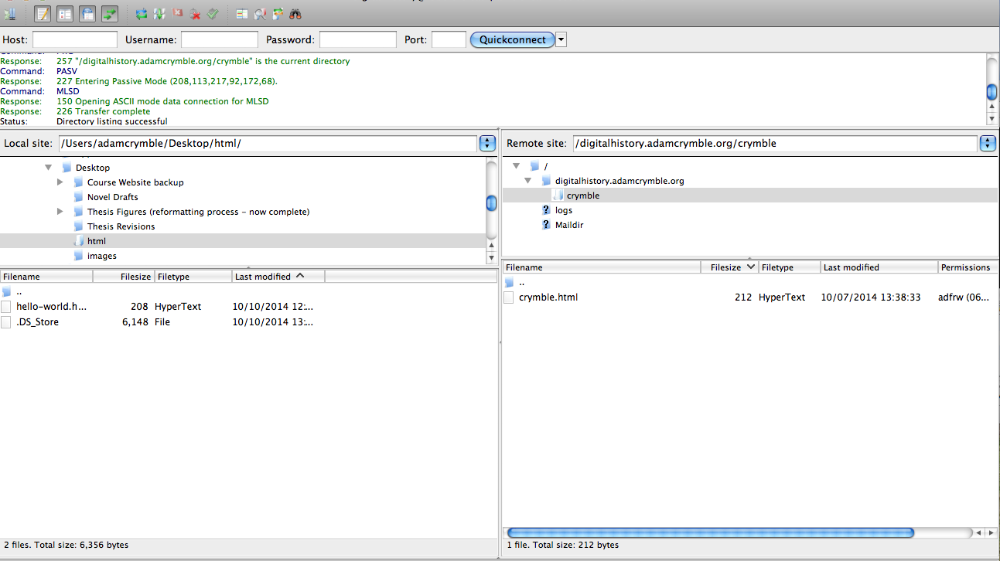 Host: Username: Password: Port: Quickconnect
Response: 257 "/digitalhistory.adamcrymble.org/crymble" is the current directory
Command: PASV
Response: 227 Entering Passive Mode (208,113,217,92,172,68).
Command: MLSD
Response: 150 Opening ASCII mode data connection for MLSD
Response: 226 Transfer complete
Status: Directory listing successful
Local site: /Users/adamcrymble/Desktop/html/
Desktop
Course Website backup
Novel Drafts
Thesis Figures (reformatting process – now complete)
Thesis Revisions
html
images
Filename Filesize Filetype Last modified
..
hello-world.h... 208 HyperText 10/10/2014 12:...
.DS_Store 6,148 File 10/10/2014 13:...
2 files. Total size: 6,356 bytes
Remote site: /digitalhistory.adamcrymble.org/crymble
/
digitalhistory.adamcrymble.org
crymble
? logs
? Maildir
Filename Filesize Filetype Last modified Permissions
..
crymble.html 212 HyperText 10/07/2014 13:38:33 adfrw (06...
1 file. Total size: 212 bytes